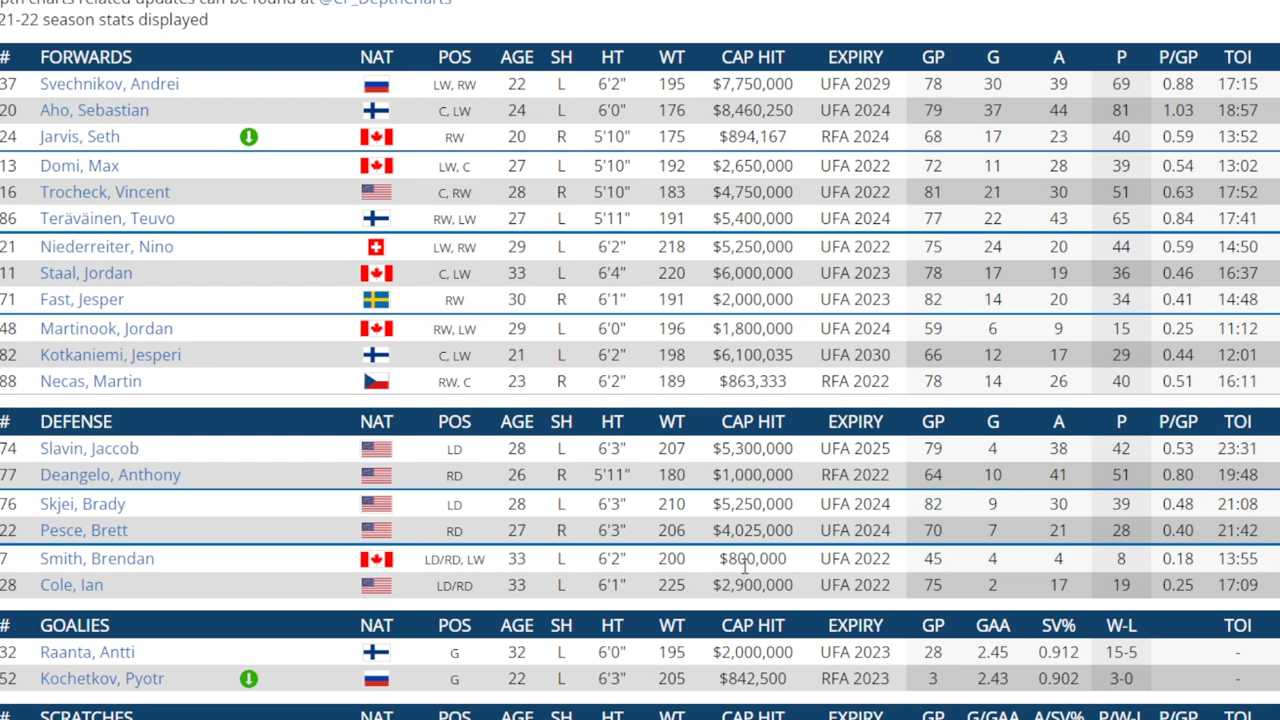 pth charts related updates can be found at @CF_DepthCharts
21-22 season stats displayed
# FORWARDS NAT POS AGE SH HT WT CAP HIT EXPIRY GP G A P P/GP TOI
37 Svechnikov, Andrei LW, RW 22 L 6'2" 195 $7,750,000 UFA 2029 78 30 39 69 0.88 17:15
20 Aho, Sebastian C, LW 24 L 6'0" 176 $8,460,250 UFA 2024 79 37 44 81 1.03 18:57
24 Jarvis, Seth RW 20 R 5'10" 175 $894,167 RFA 2024 68 17 23 40 0.59 13:52
13 Domi, Max LW, C 27 L 5'10" 192 $2,650,000 UFA 2022 72 11 28 39 0.54 13:02
16 Trocheck, Vincent C, RW 28 R 5'10" 183 $4,750,000 UFA 2022 81 21 30 51 0.63 17:52
86 Teräväinen, Teuvo RW, LW 27 L 5'11" 191 $5,400,000 UFA 2024 77 22 43 65 0.84 17:41
21 Niederreiter, Nino LW, RW 29 L 6'2" 218 $5,250,000 UFA 2022 75 24 20 44 0.59 14:50
11 Staal, Jordan C, LW 33 L 6'4" 220 $6,000,000 UFA 2023 78 17 19 36 0.46 16:37
71 Fast, Jesper RW 30 R 6'1" 191 $2,000,000 UFA 2023 82 14 20 34 0.41 14:48
48 Martinook, Jordan RW, LW 29 L 6'0" 196 $1,800,000 UFA 2024 59 6 9 15 0.25 11:12
82 Kotkaniemi, Jesperi C, LW 21 L 6'2" 198 $6,100,035 UFA 2030 66 12 17 29 0.44 12:01
88 Necas, Martin RW, C 23 R 6'2" 189 $863,333 RFA 2022 78 14 26 40 0.51 16:11
# DEFENSE NAT POS AGE SH HT WT CAP HIT EXPIRY GP G A P P/GP TOI
74 Slavin, Jaccob LD 28 L 6'3" 207 $5,300,000 UFA 2025 79 4 38 42 0.53 23:31
77 Deangelo, Anthony RD 26 R 5'11" 180 $1,000,000 RFA 2022 64 10 41 51 0.80 19:48
76 Skjei, Brady LD 28 L 6'3" 210 $5,250,000 UFA 2024 82 9 30 39 0.48 21:08
22 Pesce, Brett RD 27 R 6'3" 206 $4,025,000 UFA 2024 70 7 21 28 0.40 21:42
7 Smith, Brendan LD/RD, LW 33 L 6'2" 200 $800,000 UFA 2022 45 4 4 8 0.18 13:55
28 Cole, Ian LD/RD 33 L 6'1" 225 $2,900,000 UFA 2022 75 2 17 19 0.25 17:09
# GOALIES NAT POS AGE SH HT WT CAP HIT EXPIRY GP GAA SV% W-L TOI
32 Raanta, Antti G 32 L 6'0" 195 $2,000,000 UFA 2023 28 2.45 0.912 15-5 -
52 Kochetkov, Pyotr G 22 L 6'3" 205 $842,500 RFA 2023 3 2.43 0.902 3-0 -
# SCRATCHES NAT POS AGE SH HT WT CAP HIT EXPIRY GP G/GAA A/SV% P/W-L TOI